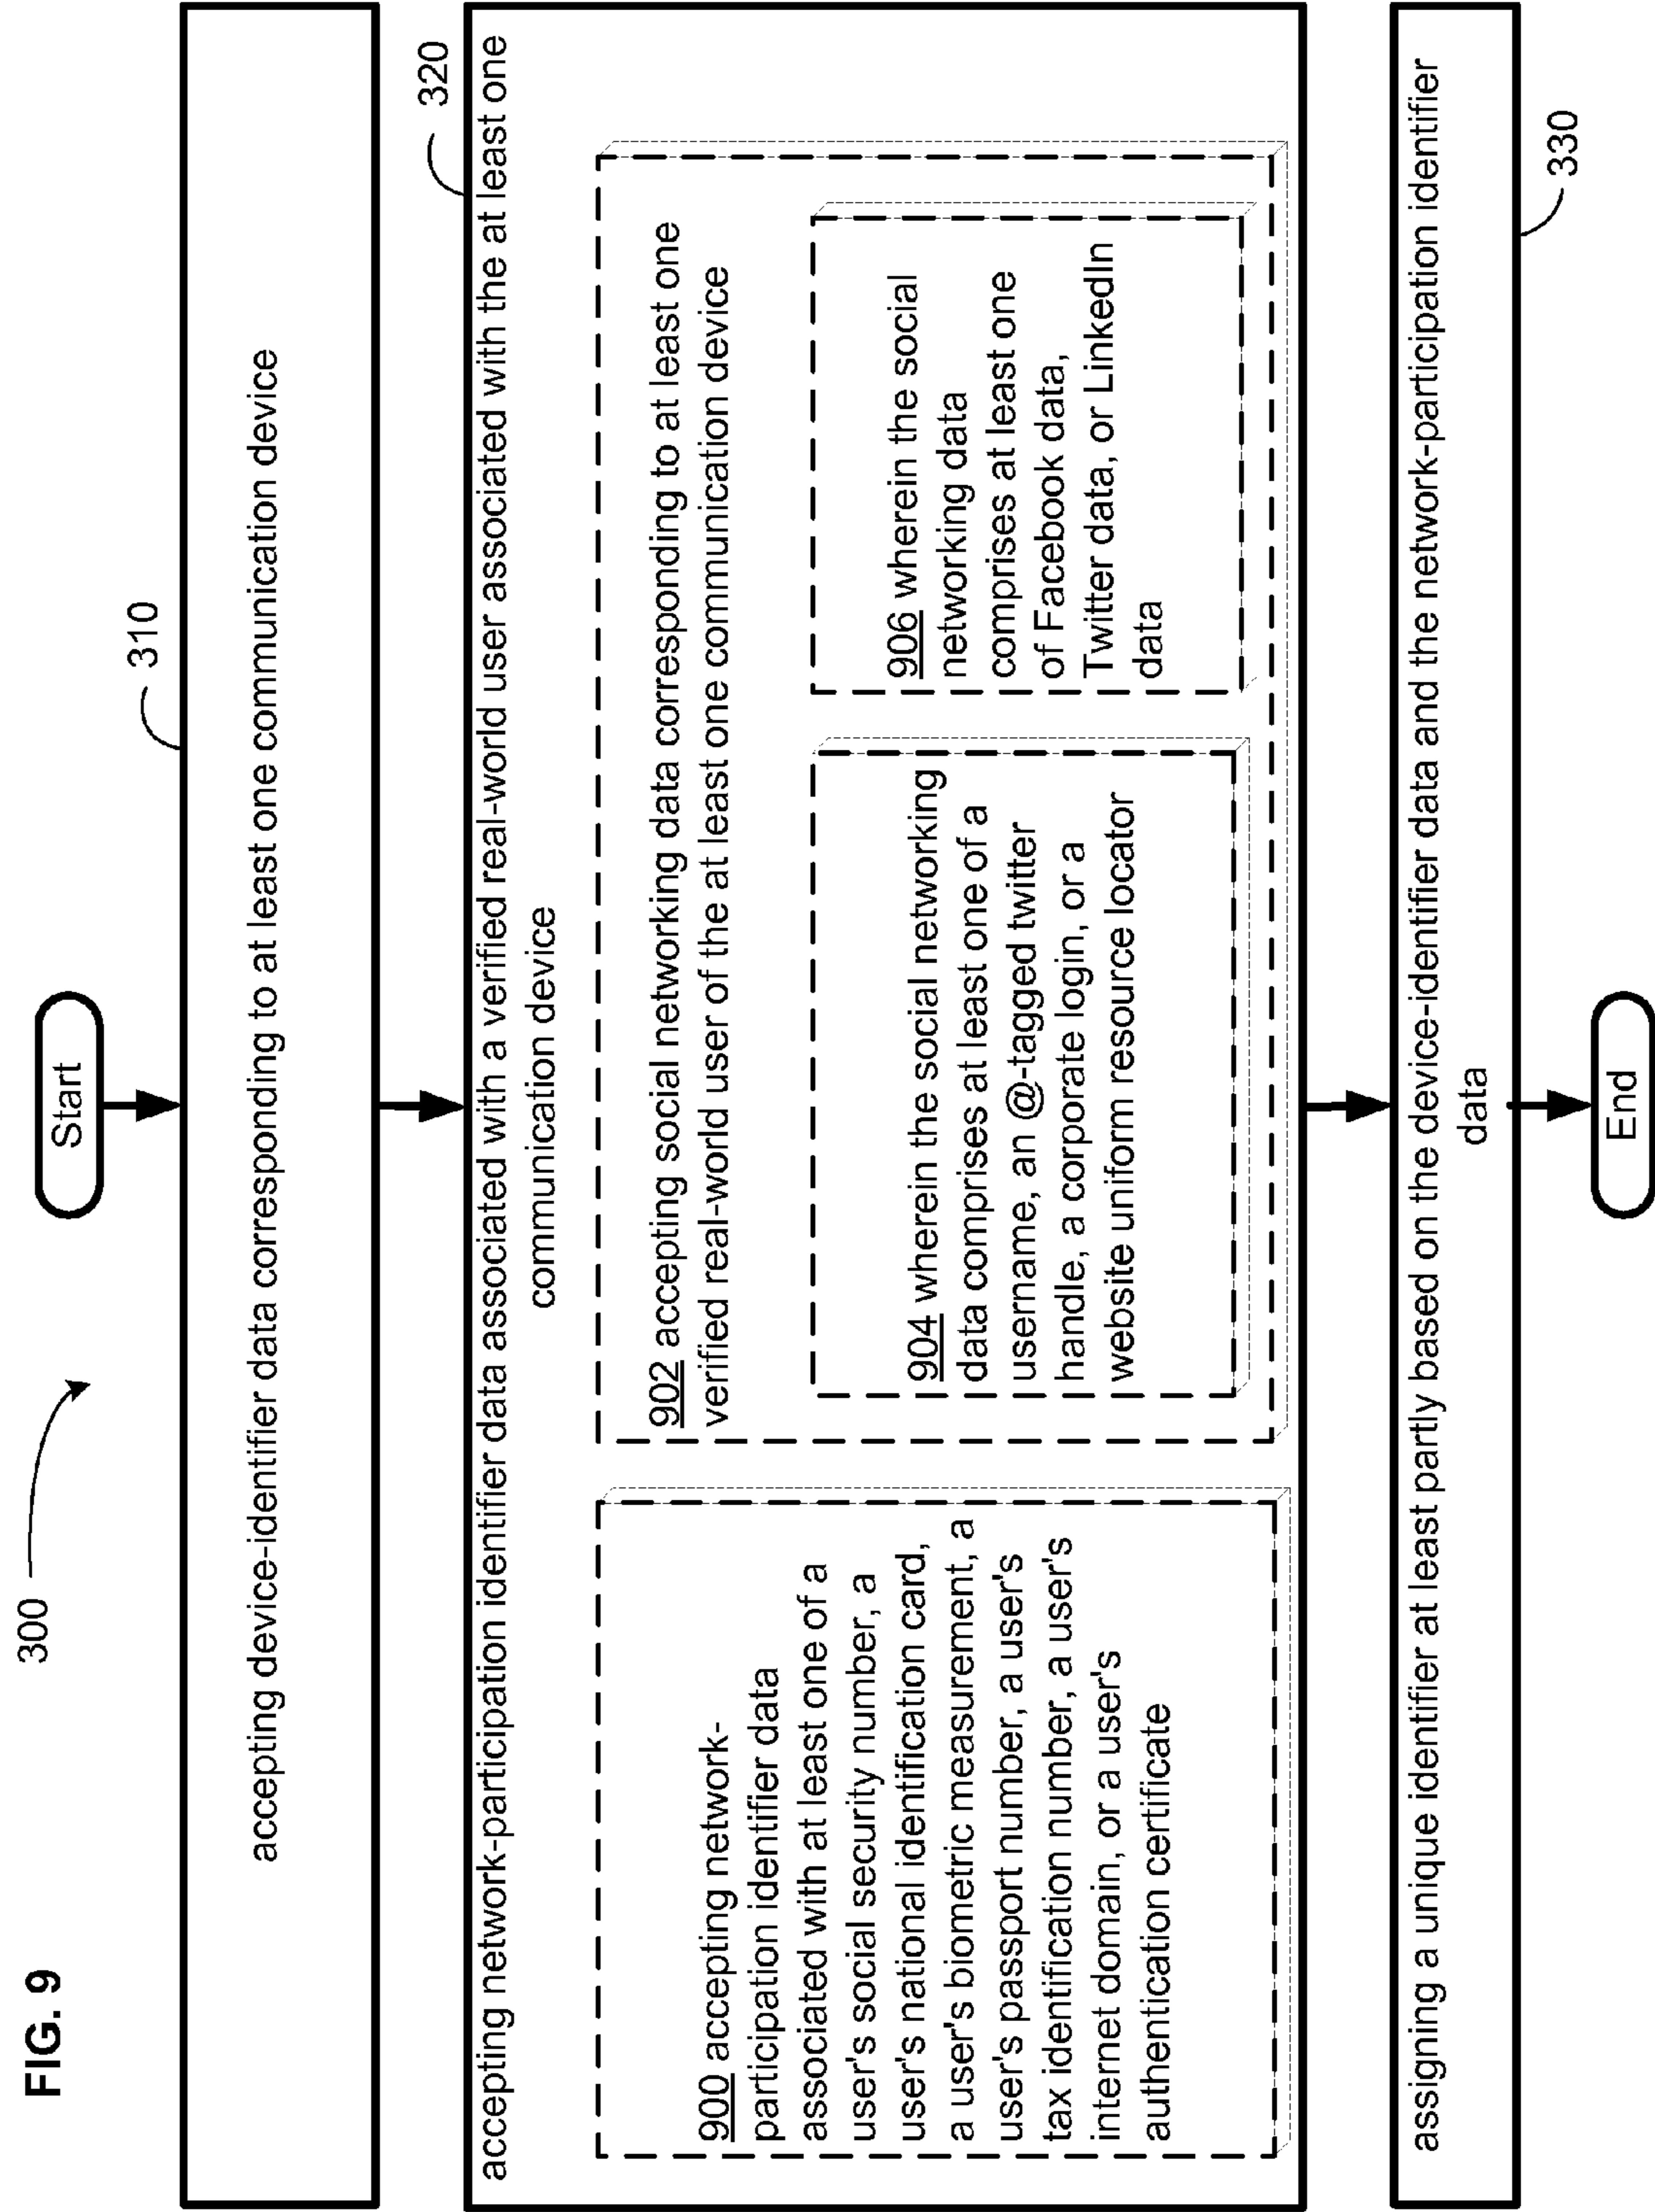 FIG. 9
300
Start
310
accepting device-identifier data corresponding to at least one communication device
320
accepting network-participation identifier data associated with a verified real-world user associated with the at least one
communication device
900 accepting network-
participation identifier data
associated with at least one of a
user's social security number, a
user's national identification card,
a user's biometric measurement, a
user's passport number, a user's
tax identification number, a user's
internet domain, or a user's
authentication certificate
902 accepting social networking data corresponding to at least one
verified real-world user of the at least one communication device
904 wherein the social networking
data comprises at least one of a
username, an @-tagged twitter
handle, a corporate login, or a
website uniform resource locator
906 wherein the social
networking data
comprises at least one
of Facebook data,
Twitter data, or LinkedIn
data
assigning a unique identifier at least partly based on the device-identifier data and the network-participation identifier
data
330
End